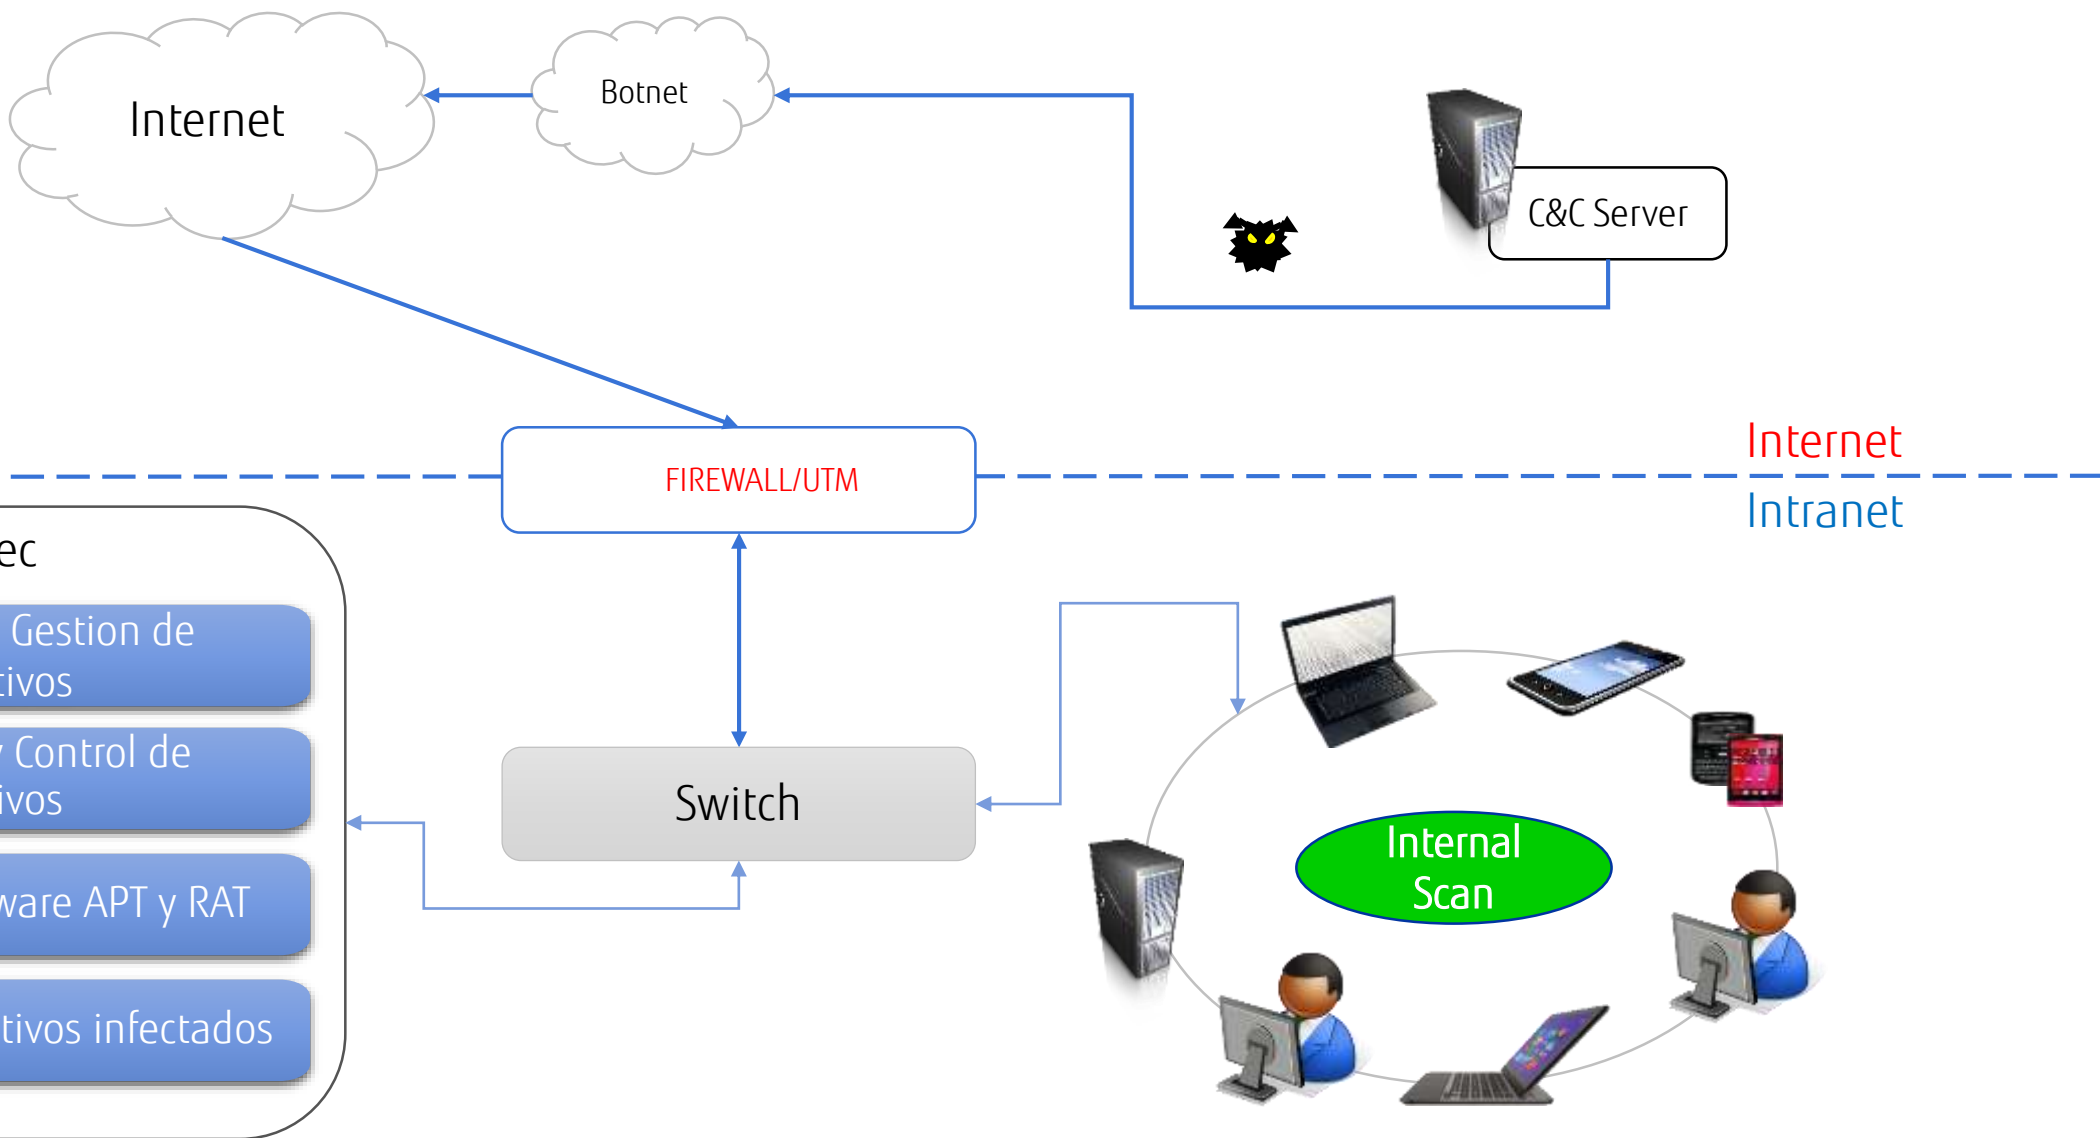 Internet
Botnet
C&C Server
Internet
FIREWALL/UTM
Intranet
ec
Gestion de
tivos
y Control de
ivos
ware APT y RAT
tivos infectados
Switch
Internal
Scan